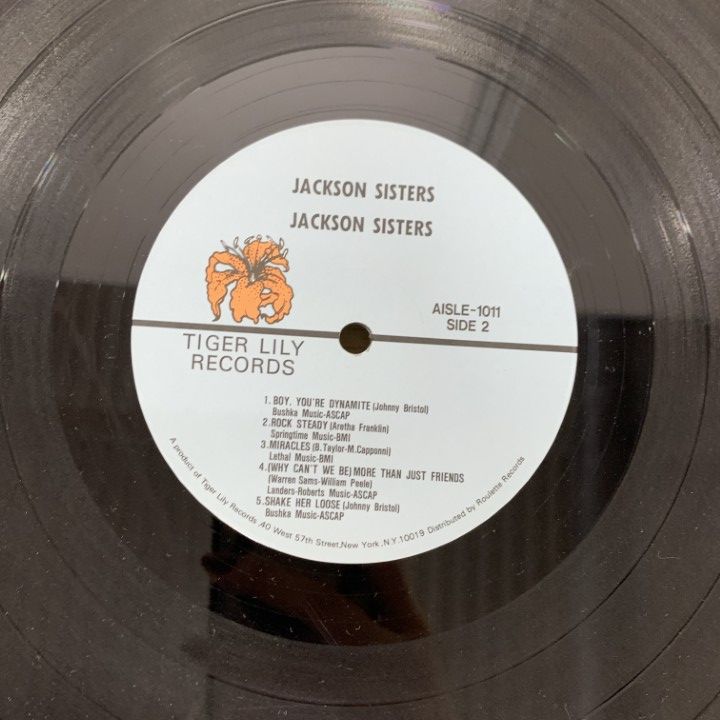 JACKSON SISTERS
JACKSON SISTERS
AISLE-1011
SIDE 2
TIGER LILY
RECORDS
1. BOY, YOU'RE DYNAMITE (Johnny Bristol)
Bushka Music-ASCAP
2. ROCK STEADY (Aretha Franklin)
Springtime Music-BMI
3. MIRACLES (B. Taylor-M.Capponni)
Lethal Music-BMI
4. (WHY CAN'T WE BE) MORE THAN JUST FRIENDS
(Warren Sams-William Peele)
Landers-Roberts Music-ASCAP
5. SHAKE HER LOOSE (Johnny Bristol)
Bushka Music-ASCAP
A product of Tiger Lily Records .40 West 57th Street,New York .N.Y.10019 Distributed by Roulette Records